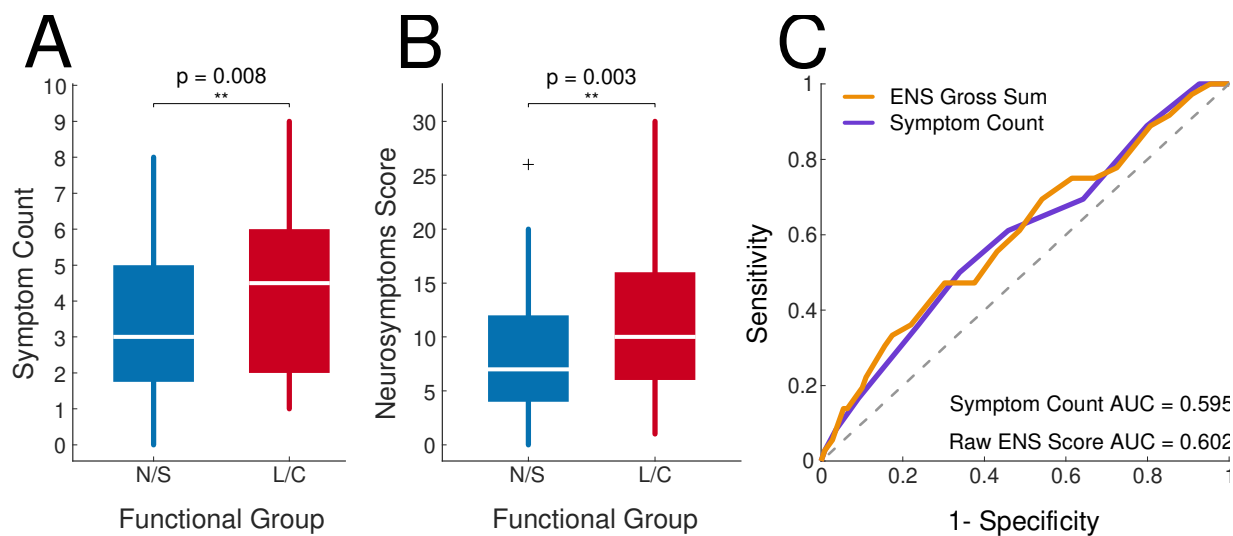 A
p = 0.008
**
Symptom Count
10
9
8
7
6
5
4
3
2
1
0
N/S
L/C
Functional Group
B
p = 0.003
**
Neurosymptoms Score
30
25
20
15
10
5
0
N/S
L/C
Functional Group
C
ENS Gross Sum
Symptom Count
Sensitivity
1
0.8
0.6
0.4
0.2
0
Symptom Count AUC = 0.595
Raw ENS Score AUC = 0.602
0
0.2
0.4
0.6
0.8
1
1- Specificity